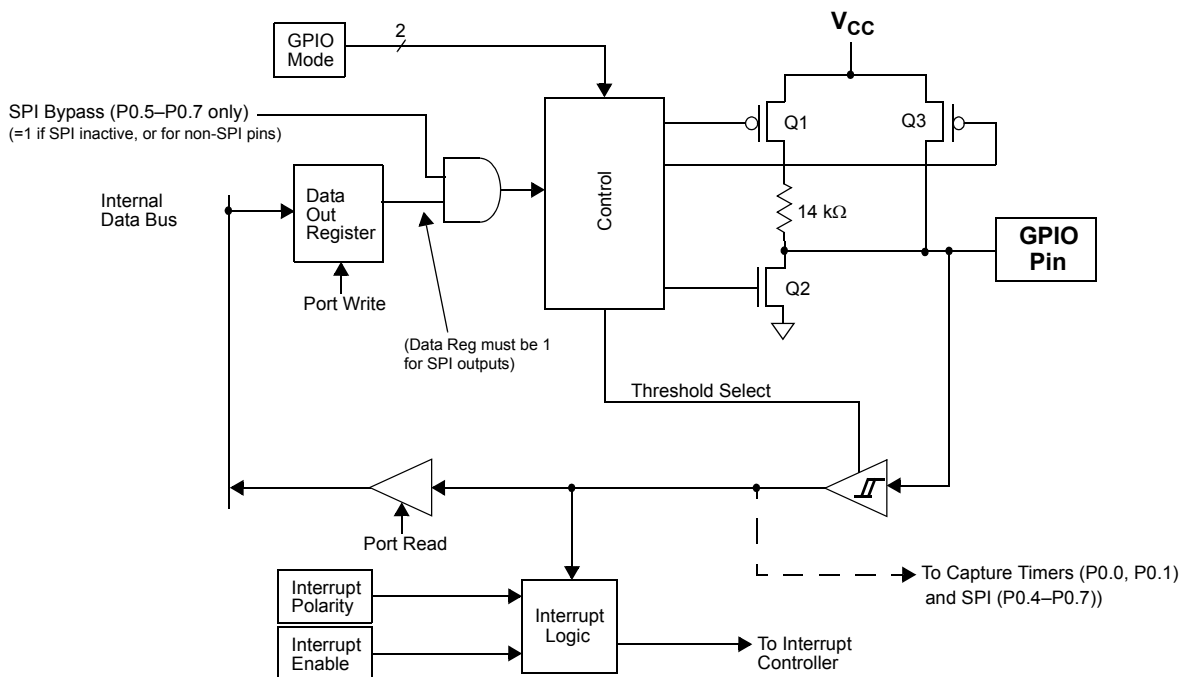 GPIO
Mode
2
VCC
SPI Bypass (P0.5–P0.7 only)
(=1 if SPI inactive, or for non-SPI pins)
Q1
Q3
Control
Internal
Data Bus
Data
Out
Register
14 kΩ
GPIO
Pin
Q2
Port Write
(Data Reg must be 1
for SPI outputs)
Threshold Select
Port Read
To Capture Timers (P0.0, P0.1)
and SPI (P0.4–P0.7))
Interrupt
Polarity
Interrupt
Logic
Interrupt
Enable
To Interrupt
Controller